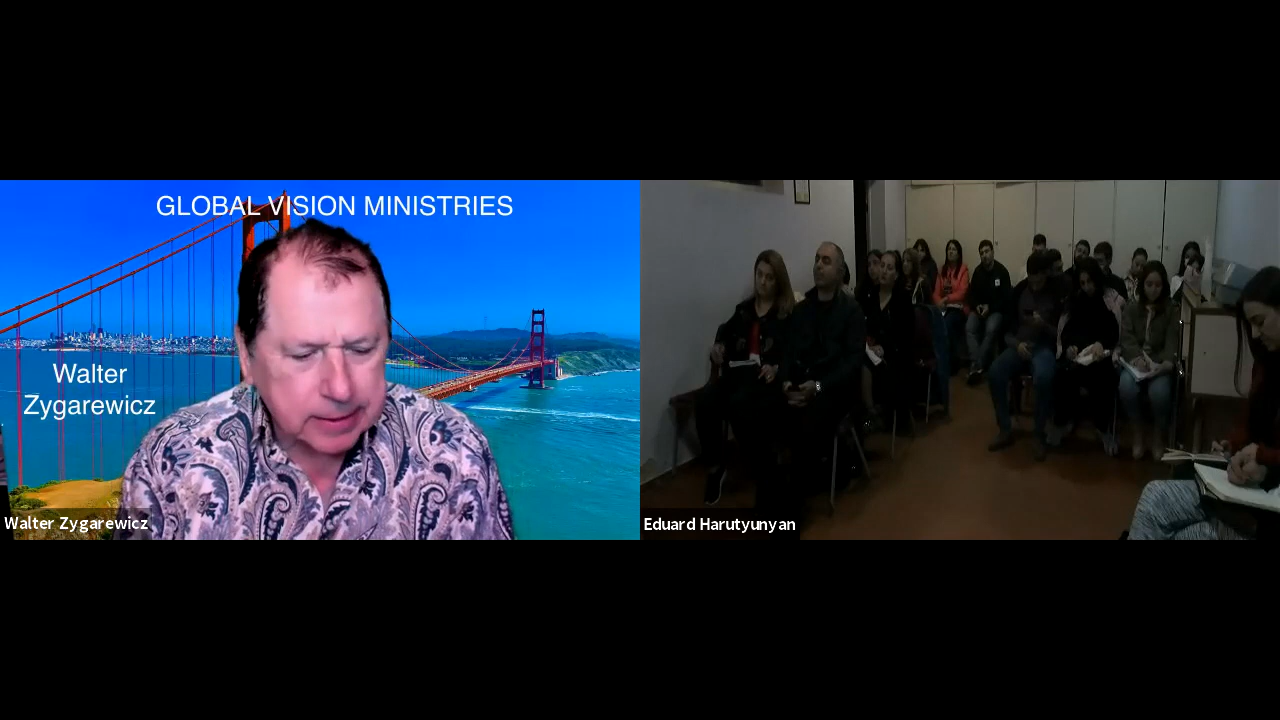 GLOBAL VISION MINISTRIES
Walter
Zygarewicz
Walter Zygarewicz
Eduard Harutyunyan